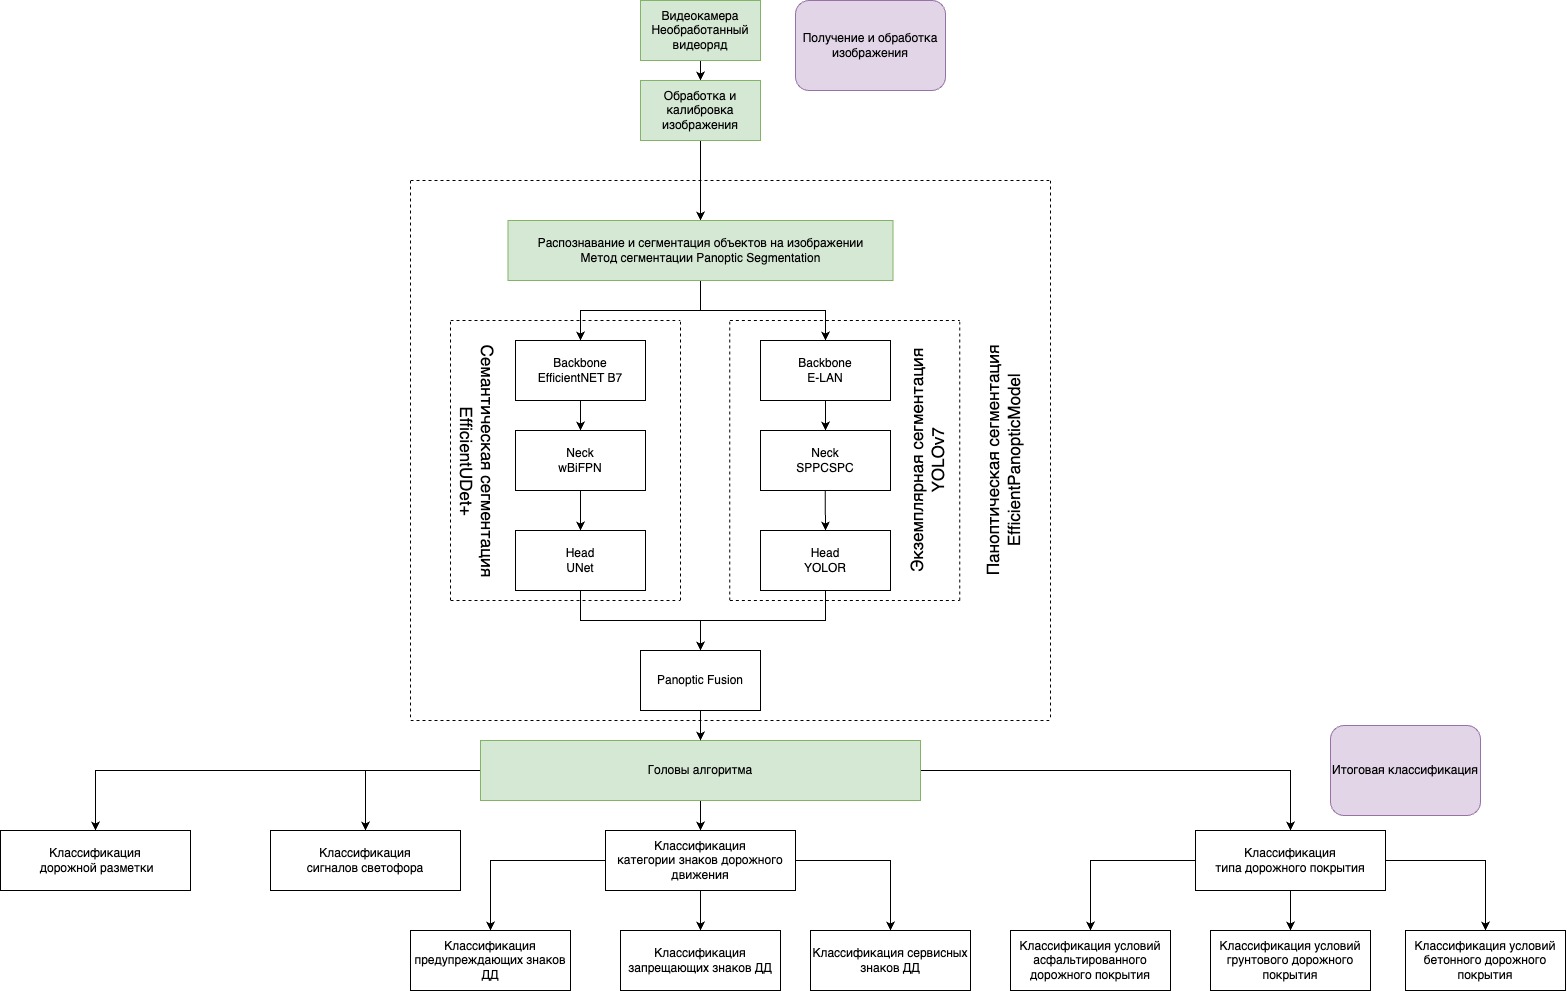 Видеокамера
Необработанный
видеоряд
Получение и обработка
изображения
Обработка и
калибровка
изображения
Распознавание и сегментация объектов на изображении
Метод сегментации Panoptic Segmentation
Семантическая сегментация
EfficientUDet+
Backbone
EfficientNET B7
Neck
wBiFPN
Head
UNet
Backbone
E-LAN
Neck
SPPCSPC
Head
YOLOR
Экземплярная сегментация
YOLOv7
Паноптическая сегментация
EfficientPanopticModel
Panoptic Fusion
Головы алгоритма
Итоговая классификация
Классификация
дорожной разметки
Классификация
сигналов светофора
Классификация
категории знаков дорожного
движения
Классификация
типа дорожного покрытия
Классификация
предупреждающих знаков
ДД
Классификация
запрещающих знаков ДД
Классификация сервисных
знаков ДД
Классификация условий
асфальтированного
дорожного покрытия
Классификация условий
грунтового дорожного
покрытия
Классификация условий
бетонного дорожного
покрытия